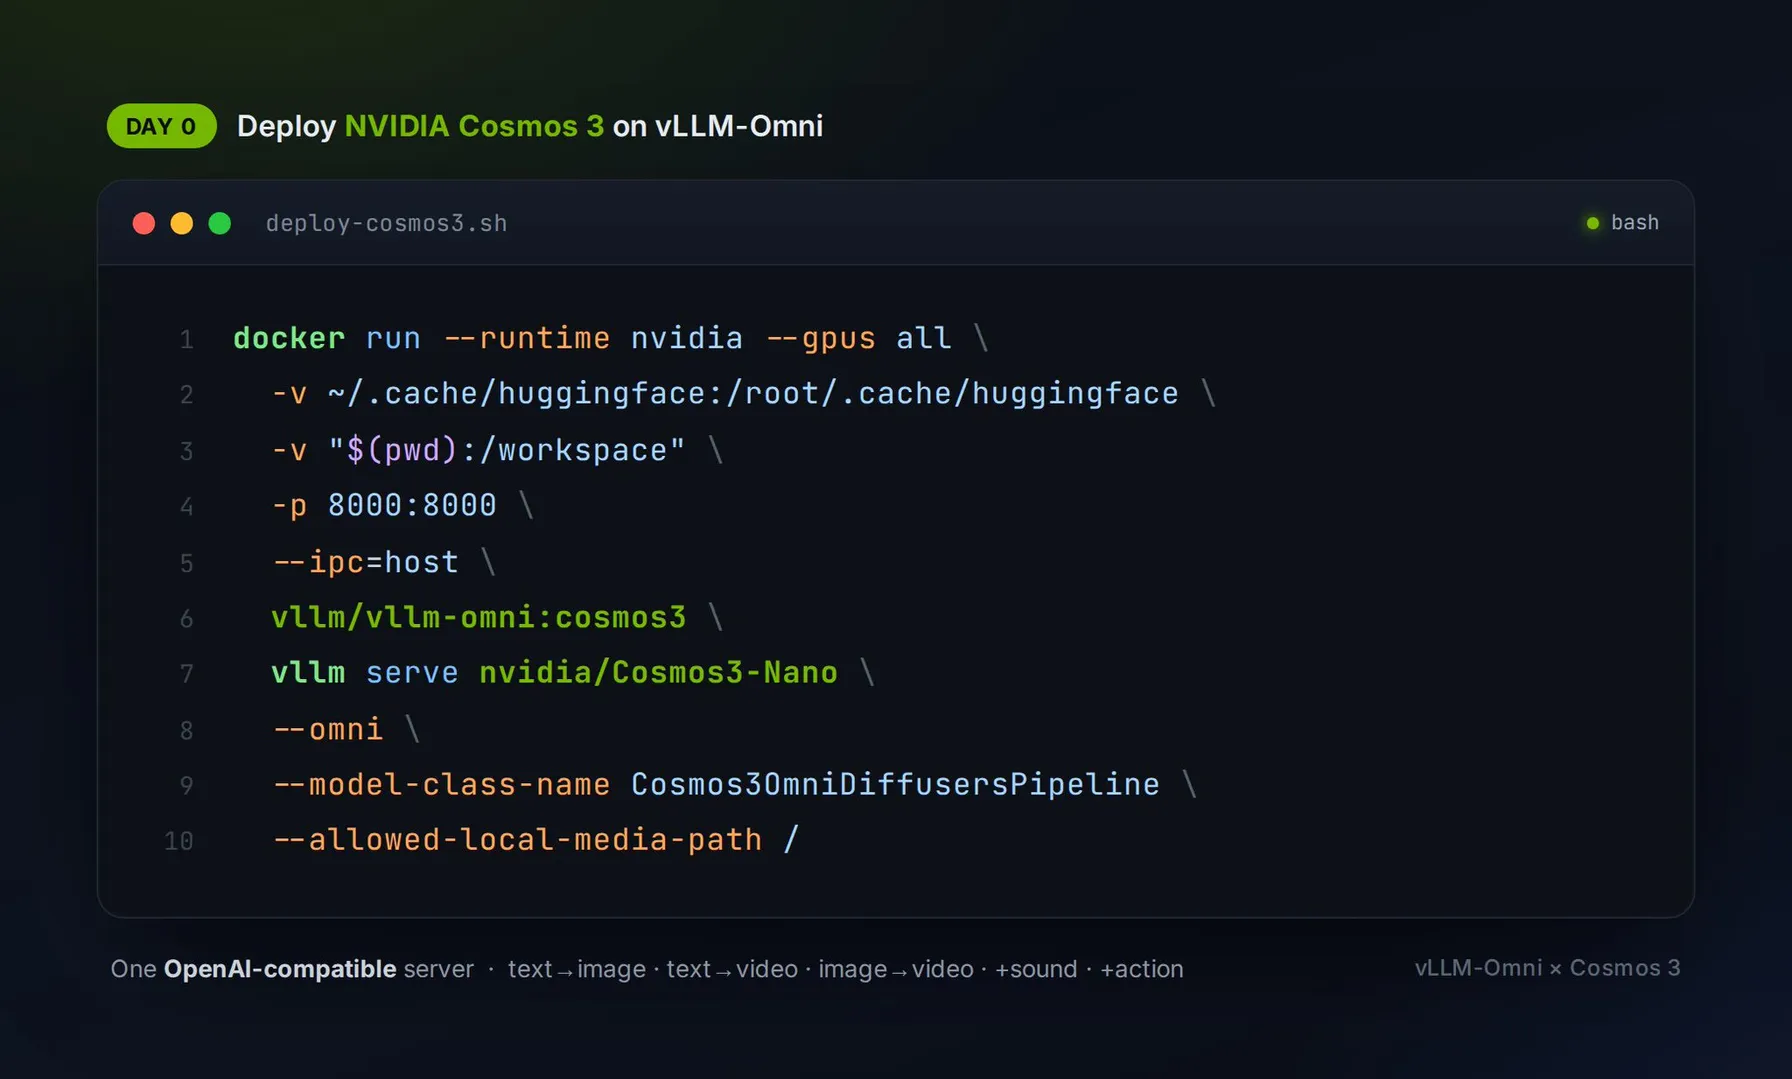 DAY 0 Deploy NVIDIA Cosmos 3 on vLLM-Omni
deploy-cosmos3.sh
bash
1 docker run --runtime nvidia --gpus all \
2 -v ~/.cache/huggingface:/root/.cache/huggingface \
3 -v "$(pwd):/workspace" \
4 -p 8000:8000 \
5 --ipc=host \
6 vllm/vllm-omni:cosmos3 \
7 vllm serve nvidia/Cosmos3-Nano \
8 --omni \
9 --model-class-name Cosmos3OmniDiffusersPipeline \
10 --allowed-local-media-path /
One OpenAI-compatible server · text→image · text→video · image→video · +sound · +action
vLLM-Omni × Cosmos 3